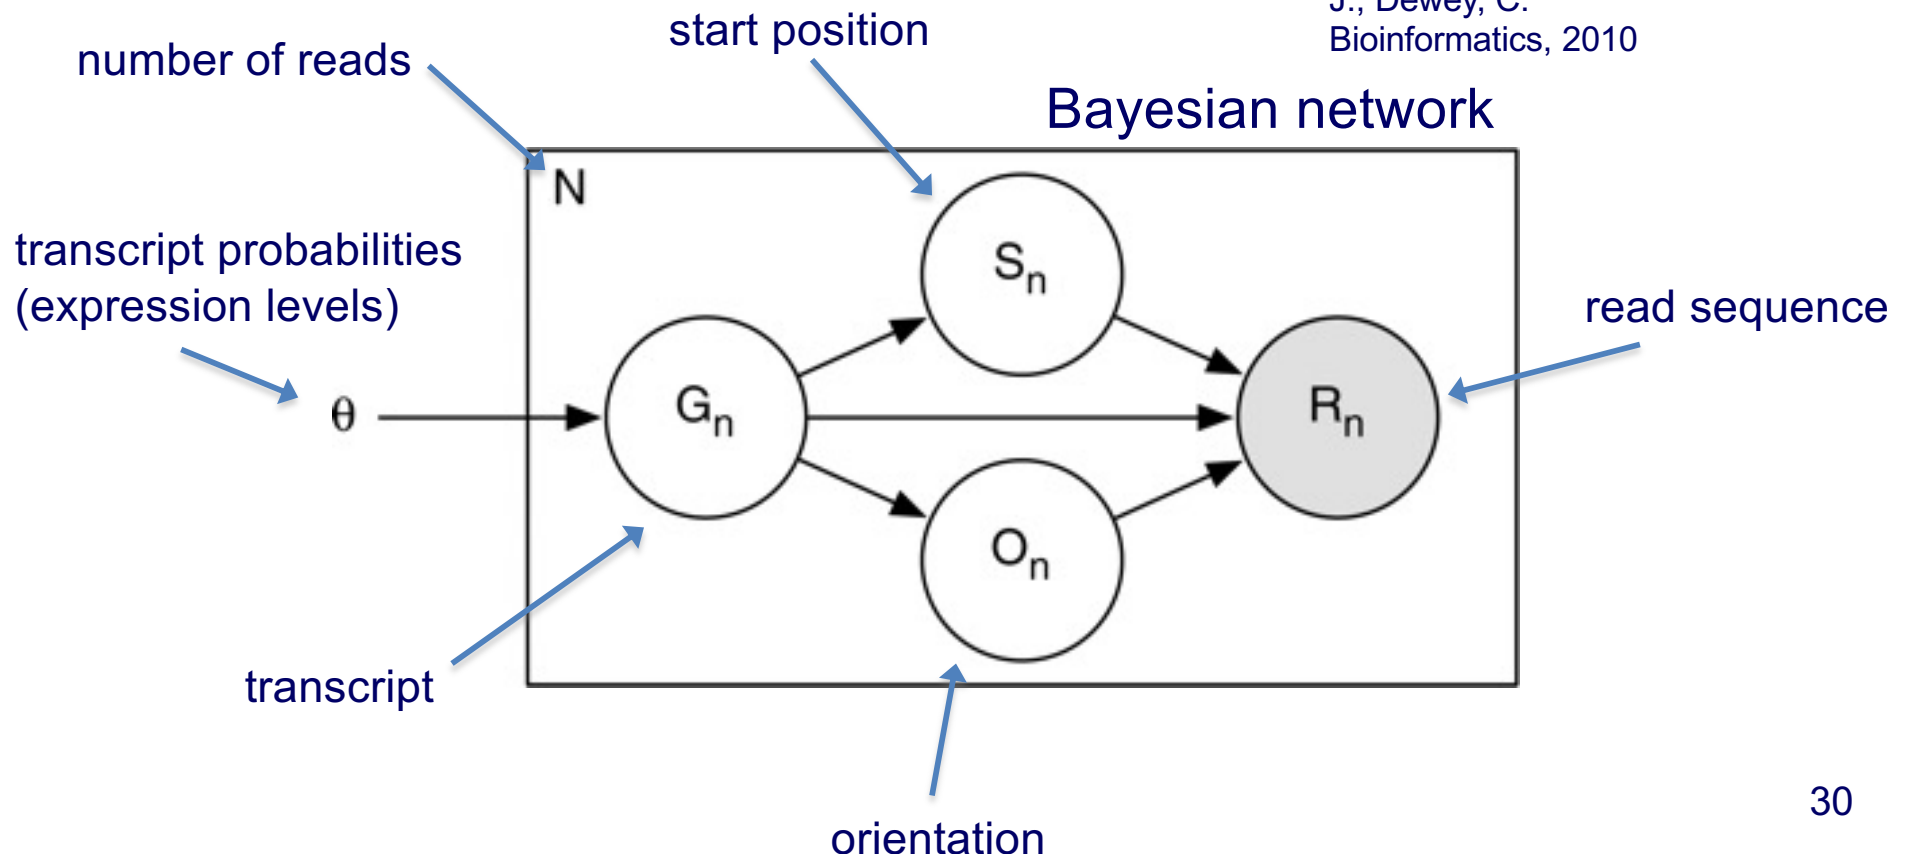 J., Dewey, C.
Bioinformatics, 2010
start position
number of reads
Bayesian network
N
transcript probabilities
(expression levels)
Sn
read sequence
θ
Gn
Rn
On
transcript
orientation
30